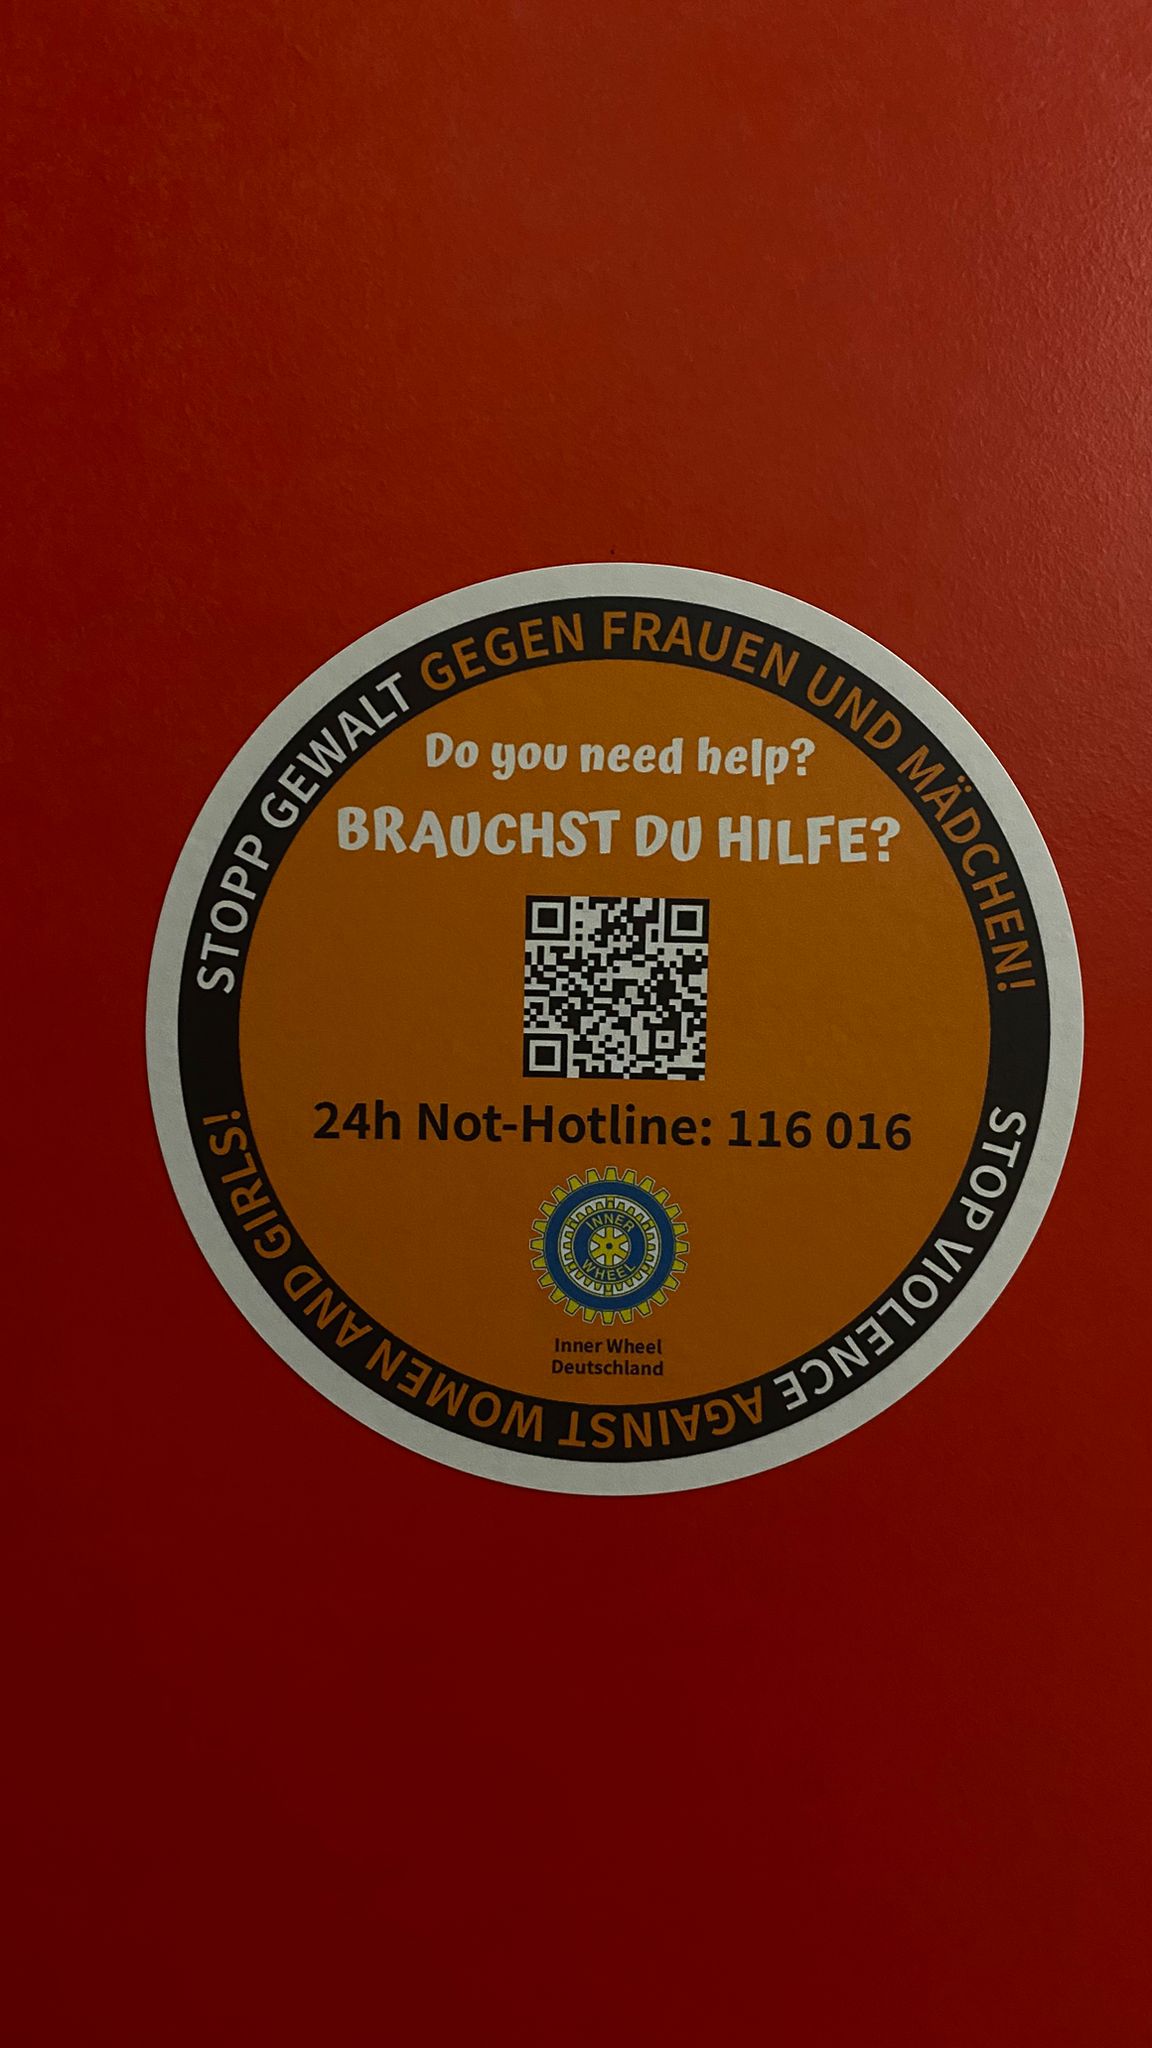 STOPP GEWALT GEGEN FRAUEN UND MÄDCHEN!
Do you need help?
BRAUCHST DU HILFE?
24h Not-Hotline: 116 016
INNER
WHEEL
Inner Wheel
Deutschland
STOP VIOLENCE AGAINST WOMEN AND GIRLS!